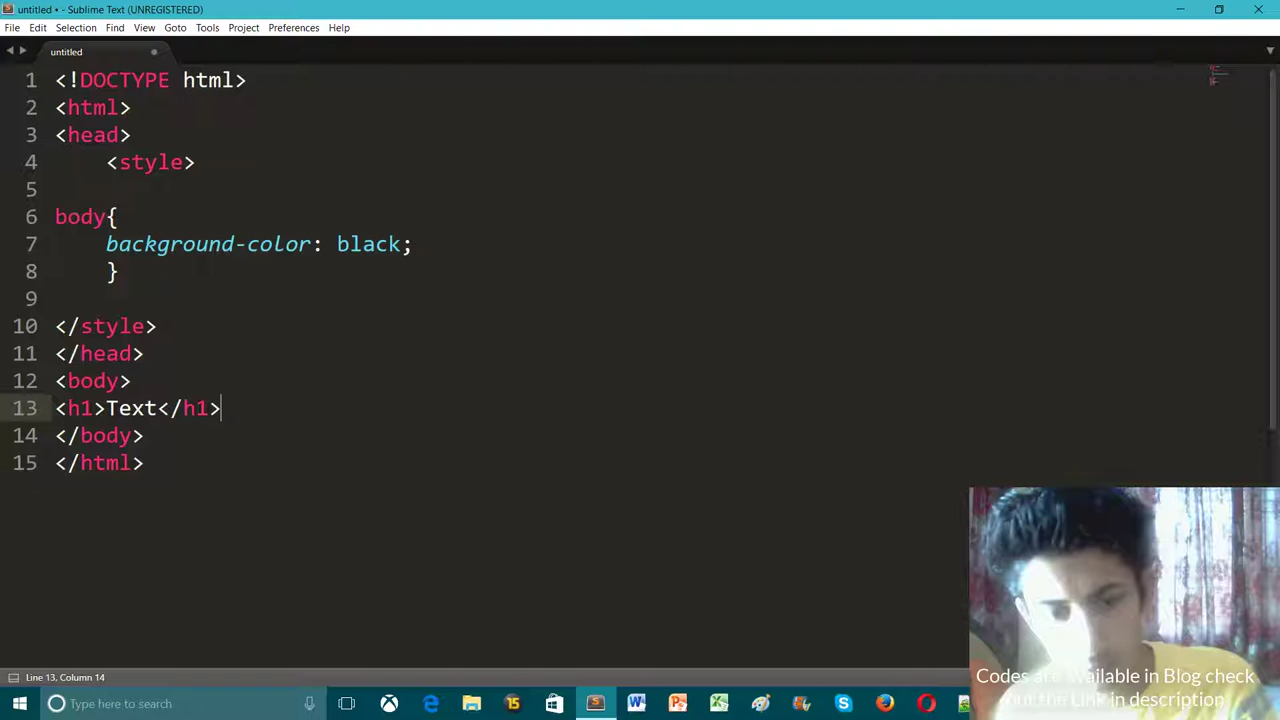 untitled • - Sublime Text (UNREGISTERED)
File Edit Selection Find View Goto Tools Project Preferences Help
untitled
1 <!DOCTYPE html>
2 <html>
3 <head>
4 <style>
5
6 body{
7 background-color: black;
8 }
9
10 </style>
11 </head>
12 <body>
13 <h1>Text</h1>
14 </body>
15 </html>
Codes are available in Blog check
out the Link in description
Line 13, Column 14
Type here to search